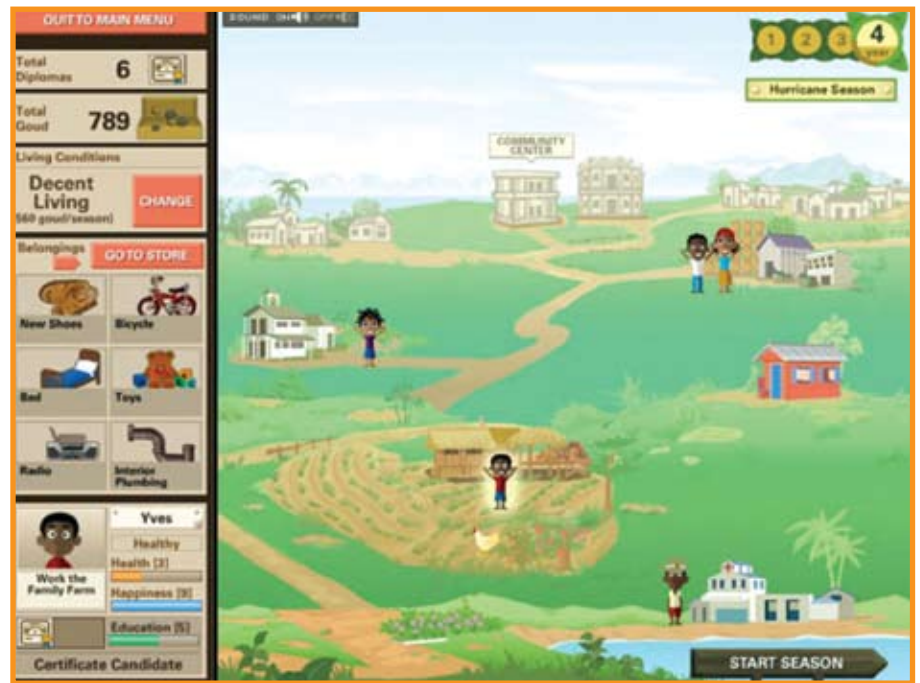 QUIT TO MAIN MENU
SOUND ON OFF
Total Diplomas 6
Total Goud 789
Living Conditions
Decent Living
(560 goud/season)
CHANGE
Belongings
GO TO STORE
New Shoes
Bicycle
Bed
Toys
Radio
Interior Plumbing
Yves
Healthy
Work the Family Farm
Health [3]
Happiness [9]
Education [5]
Certificate Candidate
1 2 3 4
year
Hurricane Season
COMMUNITY CENTER
START SEASON